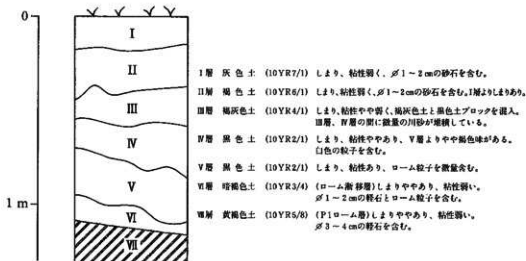 0
I
II
III
IV
V
1m
VI
VII
I層 灰色土 (10YR7/1) しまり、粘性弱く、∅1~2cmの砂石を含む。
II層 褐色土 (10YR6/1) しまり、粘性弱く、∅1~2cmの砂石を含む。I層よりしまりあり。
III層 褐灰色土 (10YR4/1) しまり、粘性やや弱く、褐灰色土と黒色土ブロックを混入。
III層、IV層の間に微量の川砂が堆積している。
IV層 黒色土 (10YR2/1) しまり、粘性ややあり、V層よりやや褐色味がある。
白色の粒子を含む。
V層 黒色土 (10YR2/1) しまり、粘性あり、ローム粒子を微量含む。
VI層 暗褐色土 (10YR3/4) (ローム漸移層)しまりややあり、粘性弱い。
∅1~2cmの軽石とローム粒子を含む。
VII層 黄褐色土 (10YR5/8) (P1ローム層)しまりややあり、粘性弱い。
∅3~4cmの軽石を含む。